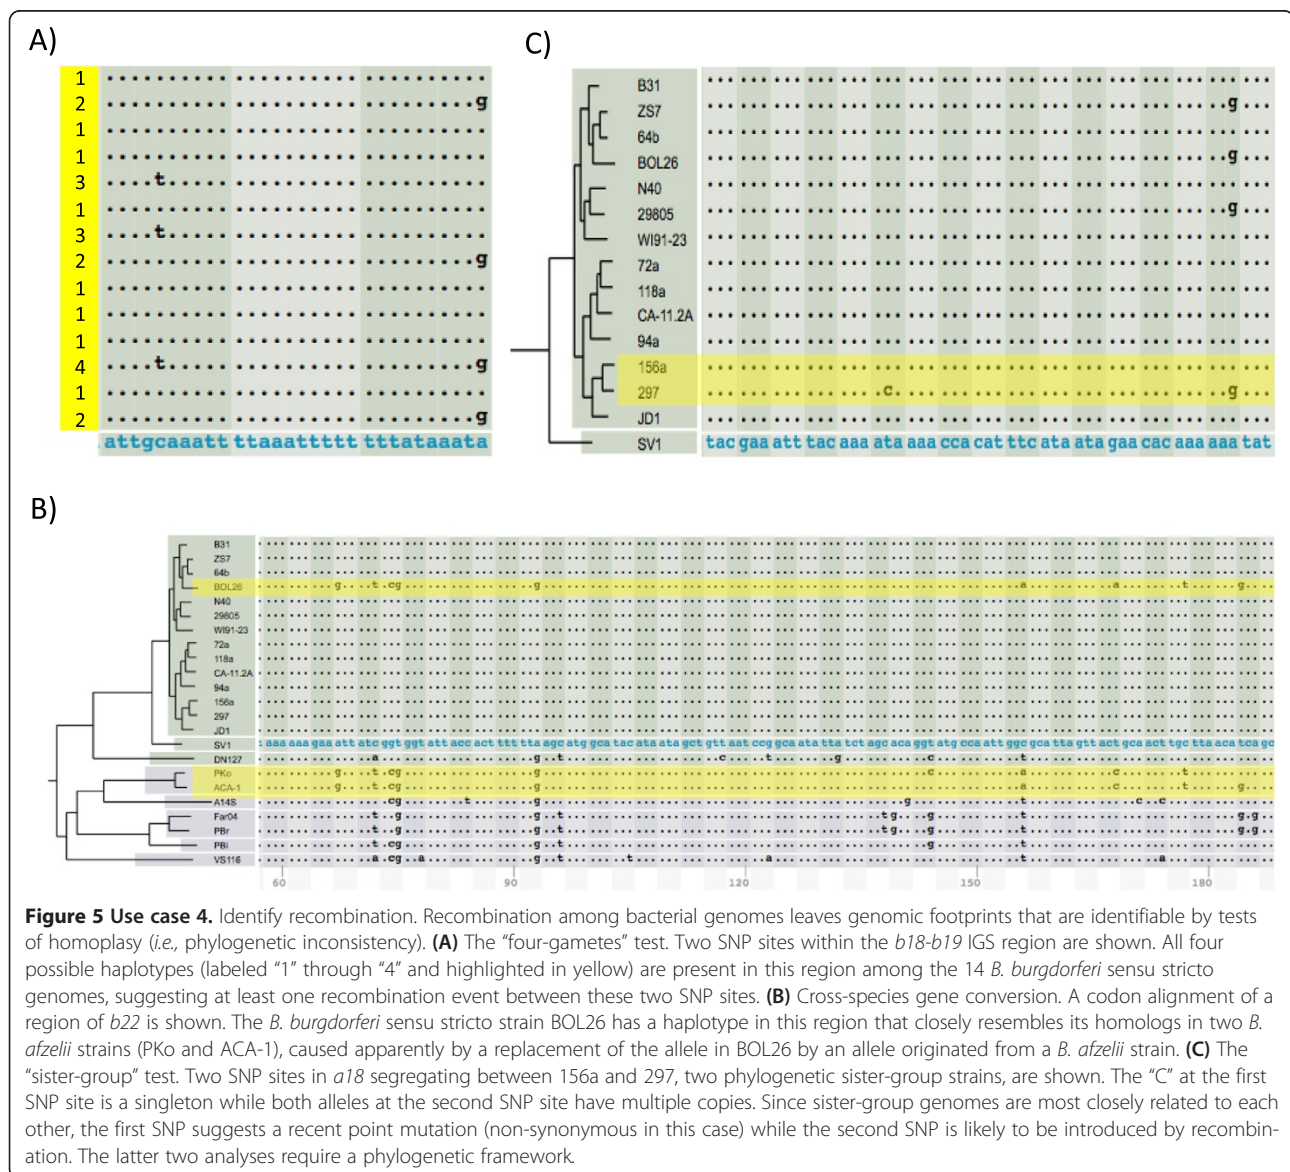 A)
1 ..............................
2 .............................g
1 ..............................
1 ..............................
3 ....t.........................
1 ..............................
3 ....t.........................
2 .............................g
1 ..............................
1 ..............................
1 ..............................
4 ....t........................g
1 ..............................
2 .............................g
attgcaaatt ttaaattttt tttataaata
C)
B31
ZS7 g
64b
BOL26 g
N40
29805 g
WI91-23
72a
118a
CA-11.2A
94a
156a
297 c g
JD1
SV1 tac gaa att tac aaa ata aaa cca cat ttc ata ata gaa cac aaa aaa tat
B)
B31
ZS7
64b
BOL26 g t cg g a a t g
N40
29805
WI91-23
72a
118a
CA-11.2A
94a
156a
297
JD1
SV1
DN127 a g t c t g c t
PKo g t cg g c a c t
ACA-1 g t cg g a c t g
A14S cg t g g t c c
Far04 t g g t t g g t g g
PBr t g g t t g g t g g
PBi t cg g t g t
VS116 a cg a g t t a t a
60 90 120 150 180
Figure 5 Use case 4. Identify recombination. Recombination among bacterial genomes leaves genomic footprints that are identifiable by tests
of homoplasy (i.e., phylogenetic inconsistency). (A) The “four-gametes” test. Two SNP sites within the b18-b19 IGS region are shown. All four
possible haplotypes (labeled “1” through “4” and highlighted in yellow) are present in this region among the 14 B. burgdorferi sensu stricto
genomes, suggesting at least one recombination event between these two SNP sites. (B) Cross-species gene conversion. A codon alignment of a
region of b22 is shown. The B. burgdorferi sensu stricto strain BOL26 has a haplotype in this region that closely resembles its homologs in two B.
afzelii strains (PKo and ACA-1), caused apparently by a replacement of the allele in BOL26 by an allele originated from a B. afzelii strain. (C) The
“sister-group” test. Two SNP sites in a18 segregating between 156a and 297, two phylogenetic sister-group strains, are shown. The “C” at the first
SNP site is a singleton while both alleles at the second SNP site have multiple copies. Since sister-group genomes are most closely related to each
other, the first SNP suggests a recent point mutation (non-synonymous in this case) while the second SNP is likely to be introduced by recombin-
ation. The latter two analyses require a phylogenetic framework.